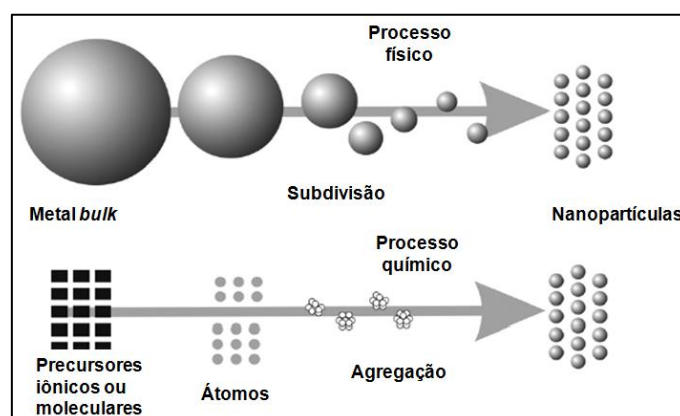 Processo
físico
Subdivisão
Metal bulk
Nanopartículas
Processo
químico
Precursores
iônicos ou
moleculares
Átomos
Agregação